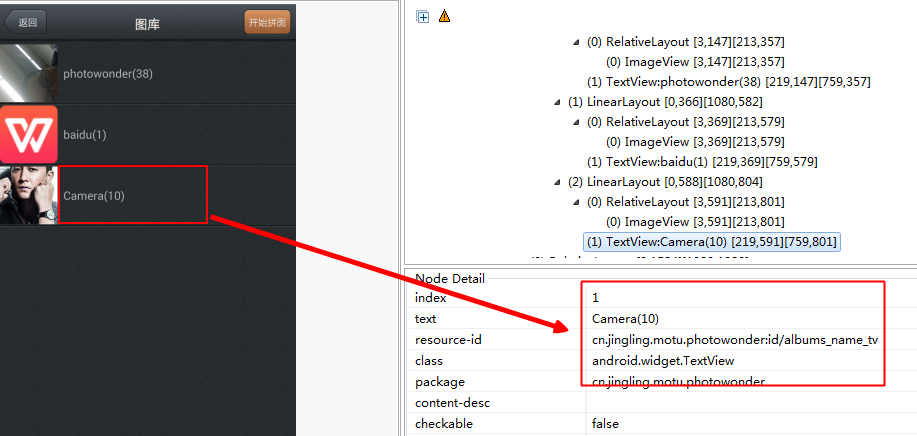 返回
图库
开始拼图
photowonder(38)
baidu(1)
Camera(10)
(0) RelativeLayout [3,147][213,357]
(0) ImageView [3,147][213,357]
(1) TextView:photowonder(38) [219,147][759,357]
(1) LinearLayout [0,366][1080,582]
(0) RelativeLayout [3,369][213,579]
(0) ImageView [3,369][213,579]
(1) TextView:baidu(1) [219,369][759,579]
(2) LinearLayout [0,588][1080,804]
(0) RelativeLayout [3,591][213,801]
(0) ImageView [3,591][213,801]
(1) TextView:Camera(10) [219,591][759,801]
Node Detail
index 1
text Camera(10)
resource-id cn.jingling.motu.photowonder:id/albums_name_tv
class android.widget.TextView
package cn.jingling.motu.photowonder
content-desc
checkable false